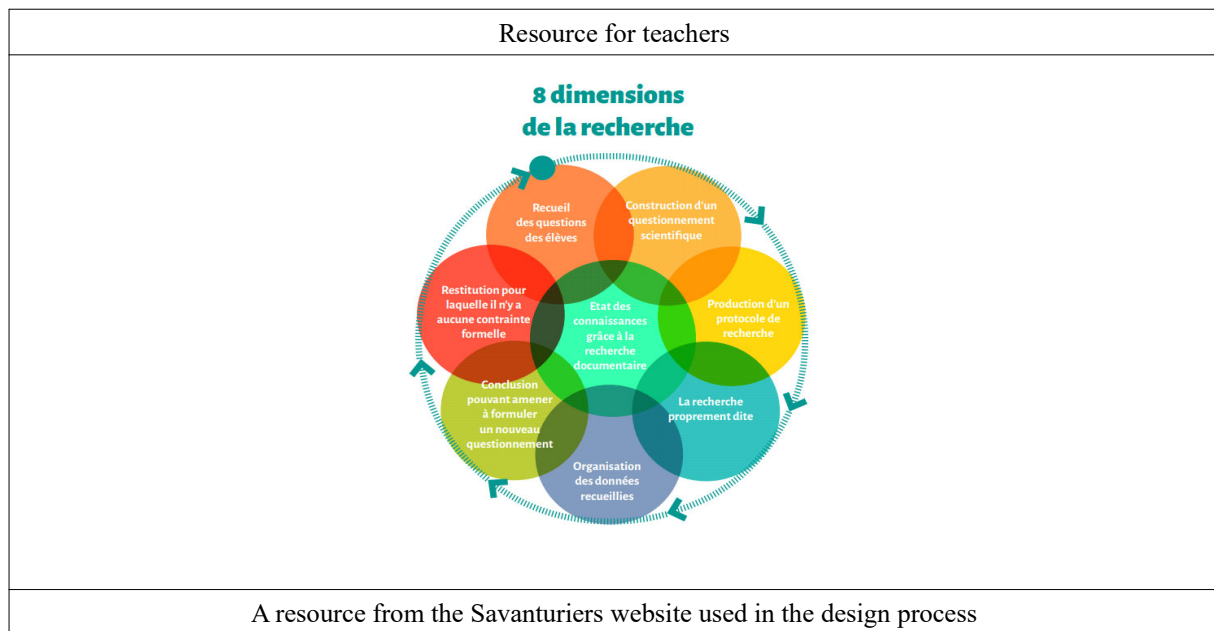 Resource for teachers
8 dimensions
de la recherche
Recueil
des questions
des élèves
Construction d'un
questionnement
scientifique
Production d'un
protocole de
recherche
La recherche
proprement dite
Organisation
des données
recueillies
Conclusion
pouvant amener
à formuler
un nouveau
questionnement
Restitution pour
laquelle il n'y a
aucune contrainte
formelle
Etat des
connaissances
grâce à la
recherche
documentaire
A resource from the Savanturiers website used in the design process